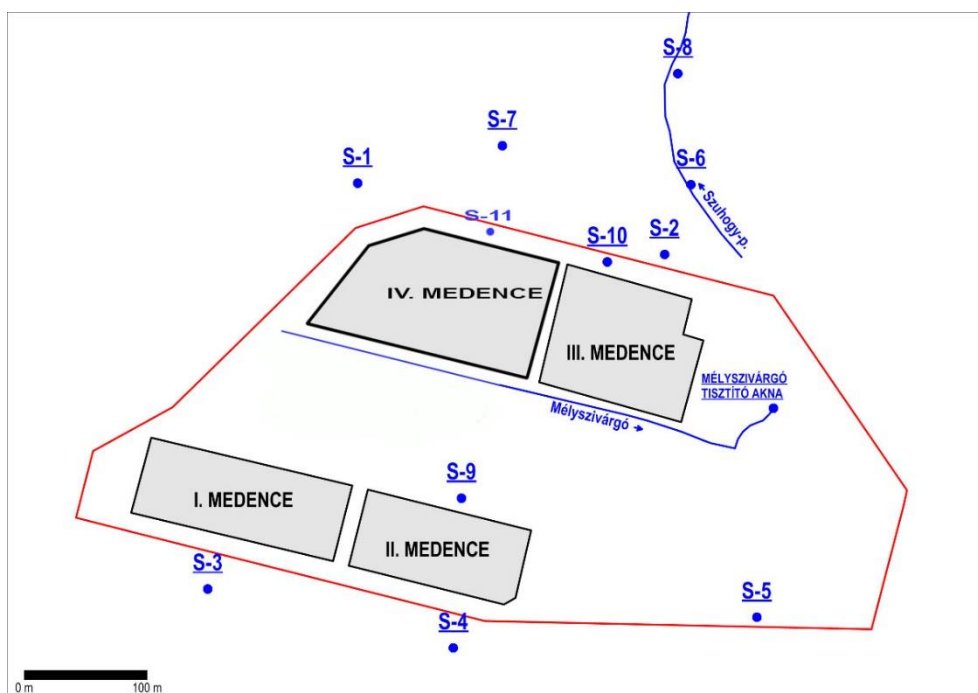 S-8
S-7
S-1
S-6
Szuhogy-p.
S-11
S-10
S-2
IV. MEDENCE
III. MEDENCE
MÉLYSZIVÁRGÓ
TISZTÍTÓ AKNA
Mélyszivárgó
S-9
I. MEDENCE
II. MEDENCE
S-3
S-5
S-4
0 m
100 m